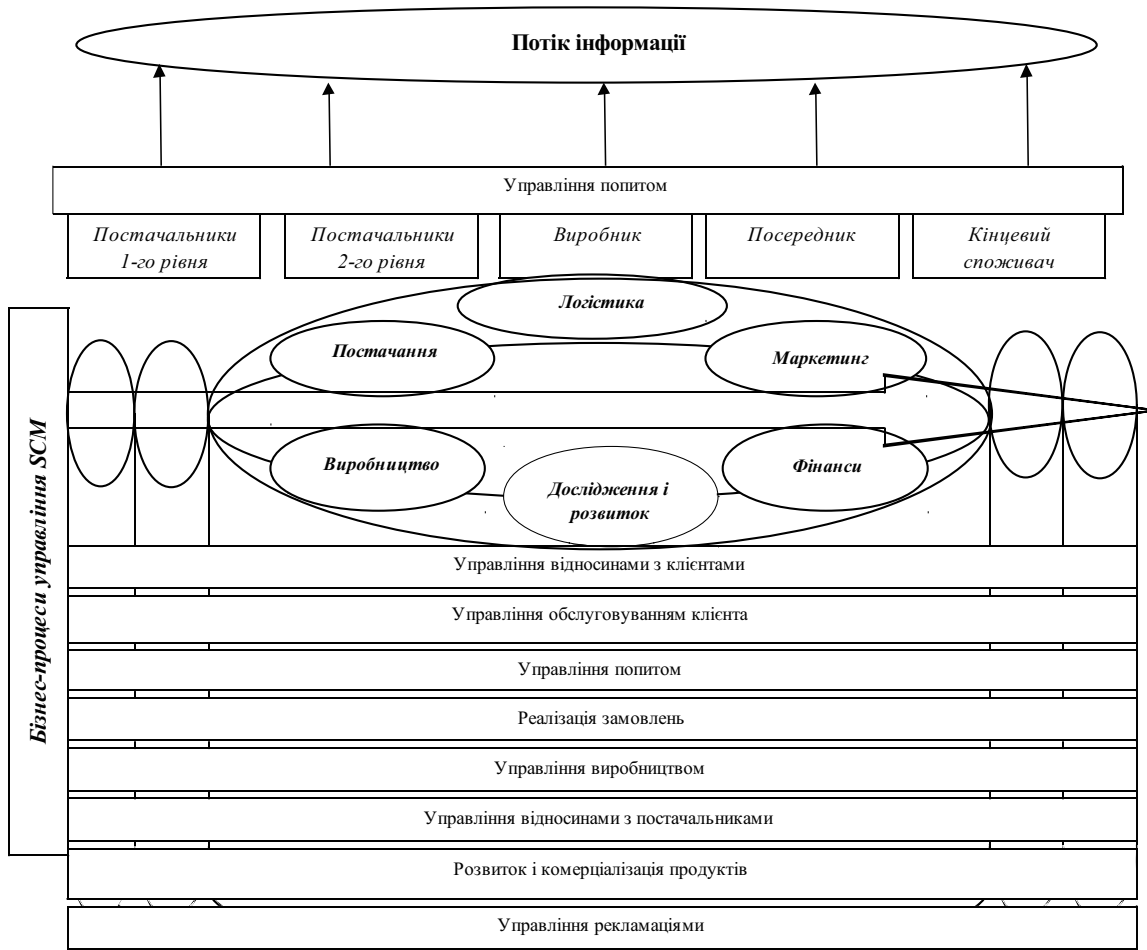 Потік інформації
Управління попитом
Постачальники
1-го рівня
Постачальники
2-го рівня
Виробник
Посередник
Кінцевий
споживач
Логістика
Постачання
Маркетинг
Виробництво
Дослідження і
розвиток
Фінанси
Бізнес-процеси управління SCM
Управління відносинами з клієнтами
Управління обслуговуванням клієнта
Управління попитом
Реалізація замовлень
Управління виробництвом
Управління відносинами з постачальниками
Розвиток і комерціалізація продуктів
Управління рекламаціями